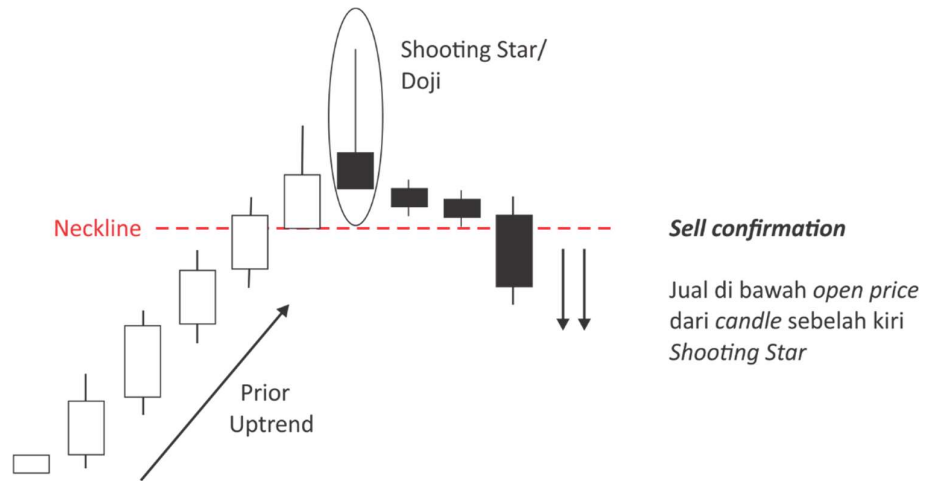 Shooting Star/
Doji
Neckline
Sell confirmation
Jual di bawah open price
dari candle sebelah kiri
Shooting Star
Prior
Uptrend